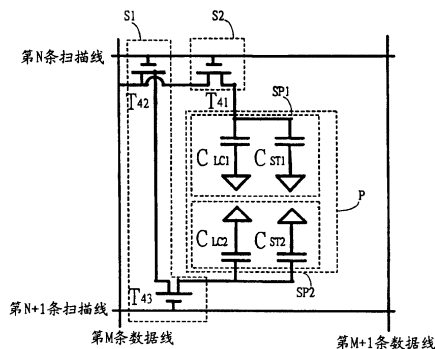 S1
S2
第N条扫描线
T42
T41
SP1
CLC1
CST1
P
CLC2
CST2
T43
SP2
第N+1条扫描线
第M条数据线
第M+1条数据线